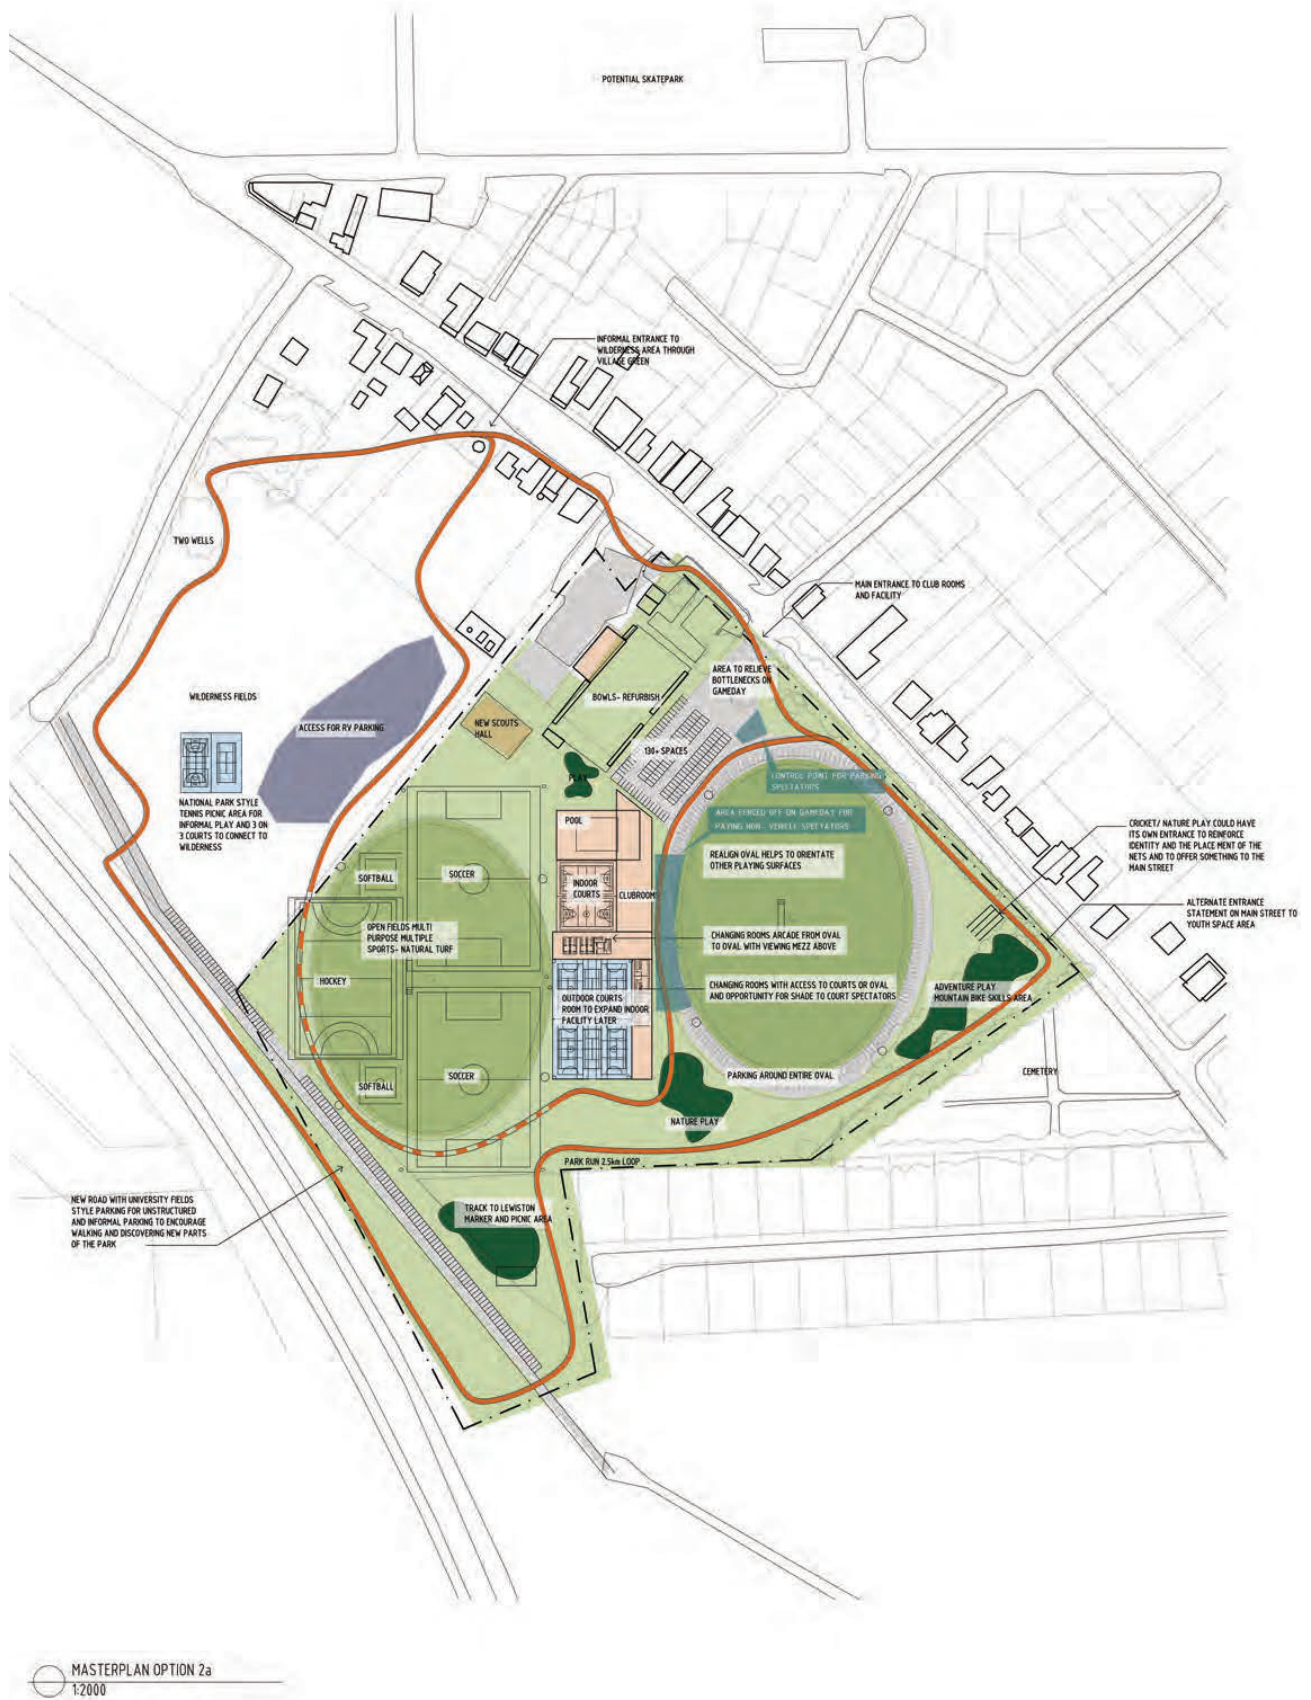 POTENTIAL SKATEPARK
INFORMAL ENTRANCE TO
WILDERNESS AREA THROUGH
VILLAGE GREEN
TWO WELLS
MAIN ENTRANCE TO CLUB ROOMS
AND FACILITY
AREA TO RELIEVE
BOTTLENECKS ON
GAMEDAY
WILDERNESS FIELDS
BOWLS- REFURBISH
ACCESS FOR RV PARKING
NEW SCOUTS
HALL
130+ SPACES
PLAY
CONTROL POINT FOR PARKING
SPECTATORS
NATIONAL PARK STYLE
TENNIS PICNIC AREA FOR
INFORMAL PLAY AND 3 ON
3 COURTS TO CONNECT TO
WILDERNESS
POOL
AREA FENCED OFF ON GAMEDAY FOR
PAYING NON- VEHICLE SPECTATORS
CRICKET/ NATURE PLAY COULD HAVE
ITS OWN ENTRANCE TO REINFORCE
IDENTITY AND THE PLACE MENT OF THE
NETS AND TO OFFER SOMETHING TO THE
MAIN STREET
REALIGN OVAL HELPS TO ORIENTATE
OTHER PLAYING SURFACES
SOFTBALL
SOCCER
INDOOR
COURTS
CLUBROOMS
ALTERNATE ENTRANCE
STATEMENT ON MAIN STREET TO
YOUTH SPACE AREA
OPEN FIELDS MULTI
PURPOSE MULTIPLE
SPORTS- NATURAL TURF
CHANGING ROOMS ARCADE FROM OVAL
TO OVAL WITH VIEWING MEZZ ABOVE
HOCKEY
CHANGING ROOMS WITH ACCESS TO COURTS OR OVAL
AND OPPORTUNITY FOR SHADE TO COURT SPECTATORS
ADVENTURE PLAY
MOUNTAIN BIKE SKILLS AREA
OUTDOOR COURTS
ROOM TO EXPAND INDOOR
FACILITY LATER
SOFTBALL
SOCCER
PARKING AROUND ENTIRE OVAL
CEMETERY
NATURE PLAY
PARK RUN 2.5km LOOP
NEW ROAD WITH UNIVERSITY FIELDS
STYLE PARKING FOR UNSTRUCTURED
AND INFORMAL PARKING TO ENCOURAGE
WALKING AND DISCOVERING NEW PARTS
OF THE PARK
TRACK TO LEWISTON
MARKER AND PICNIC AREA
MASTERPLAN OPTION 2a
1:2000